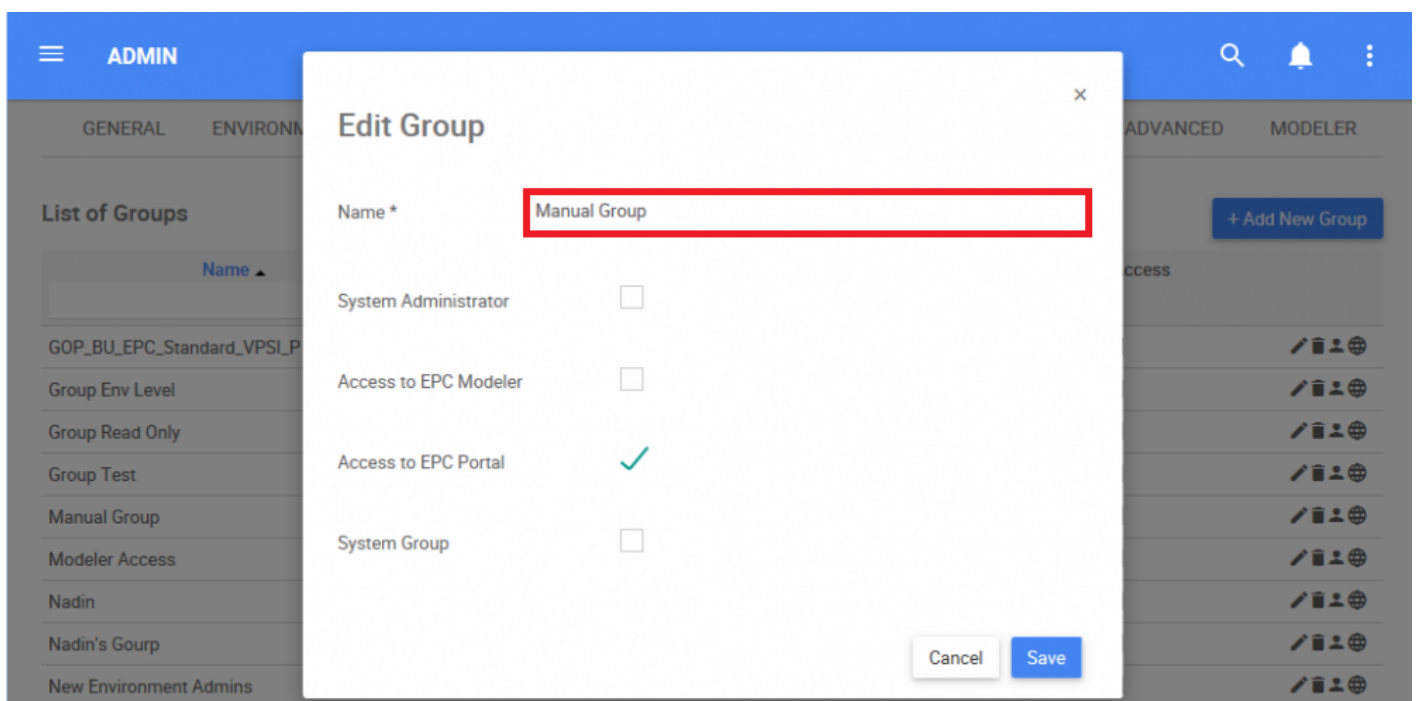 ADMIN
GENERAL ENVIRONM ADVANCED MODELER
Edit Group
×
List of Groups
+ Add New Group
Name *
Manual Group
Name
ccess
System Administrator
Access to EPC Modeler
Access to EPC Portal
System Group
GOP_BU_EPC_Standard_VPSI_P
Group Env Level
Group Read Only
Group Test
Manual Group
Modeler Access
Nadin
Nadin's Gourp
New Environment Admins
Cancel
Save